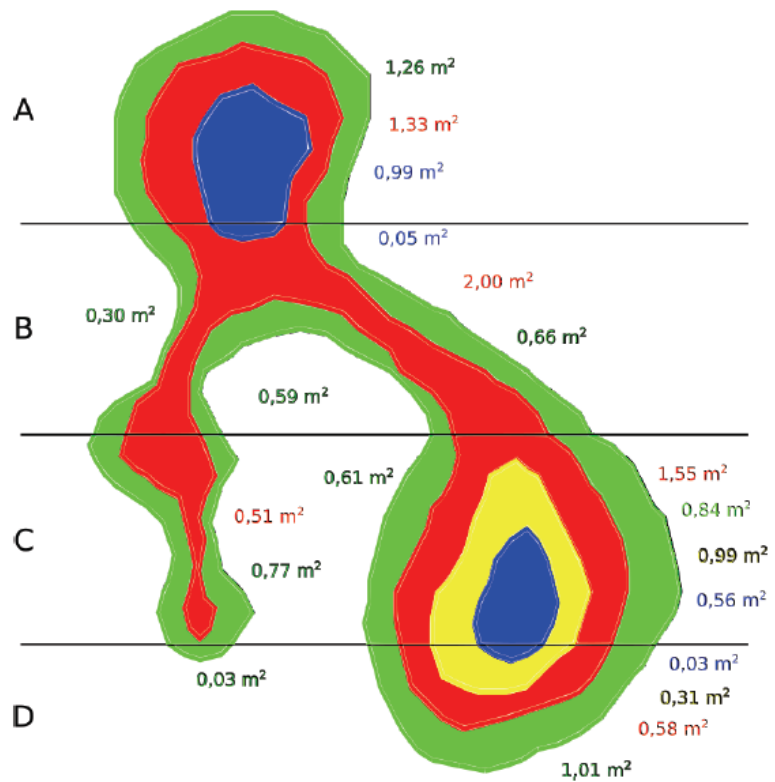 A
1,26 m²
1,33 m²
0,99 m²
0,05 m²
2,00 m²
0,30 m²
B
0,66 m²
0,59 m²
0,61 m²
1,55 m²
0,84 m²
0,51 m²
C
0,99 m²
0,77 m²
0,56 m²
0,03 m²
0,03 m²
0,31 m²
D
0,58 m²
1,01 m²